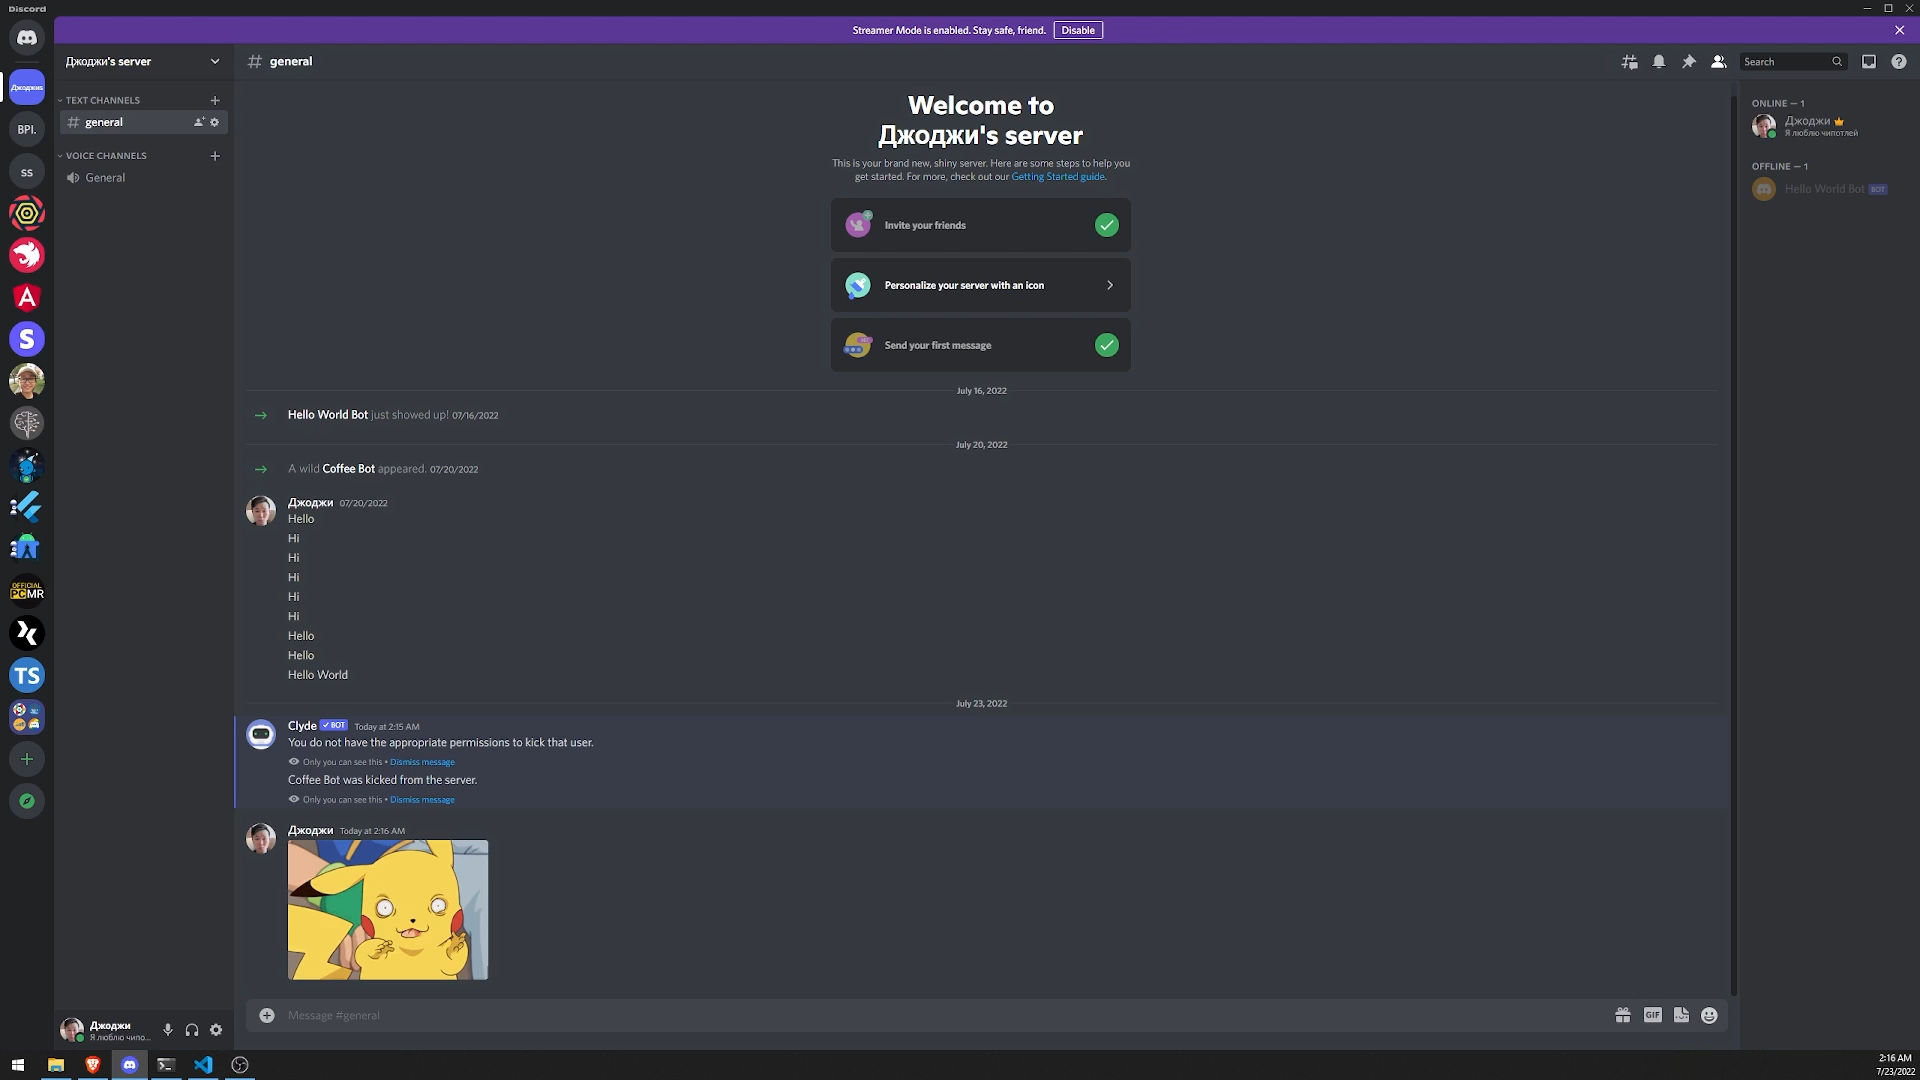 Discord
Streamer Mode is enabled. Stay safe, friend. Disable
Джоджи's server
general
Search
Джоджи
BPI.
ss
S
OFFICIAL
PCMR
TS
TEXT CHANNELS
general
VOICE CHANNELS
General
Welcome to
Джоджи's server
This is your brand new, shiny server. Here are some steps to help you
get started. For more, check out our Getting Started guide.
Invite your friends
Personalize your server with an icon
Send your first message
July 16, 2022
Hello World Bot just showed up! 07/16/2022
July 20, 2022
A wild Coffee Bot appeared. 07/20/2022
Джоджи 07/20/2022
Hello
Hi
Hi
Hi
Hi
Hi
Hello
Hello
Hello World
July 23, 2022
Clyde BOT Today at 2:15 AM
You do not have the appropriate permissions to kick that user.
Only you can see this • Dismiss message
Coffee Bot was kicked from the server.
Only you can see this • Dismiss message
Джоджи Today at 2:16 AM
Message #general
GIF
ONLINE — 1
Джоджи
Я люблю чипотлей
OFFLINE — 1
Hello World Bot BOT
Джоджи
Я люблю чипо...
2:16 AM
7/23/2022